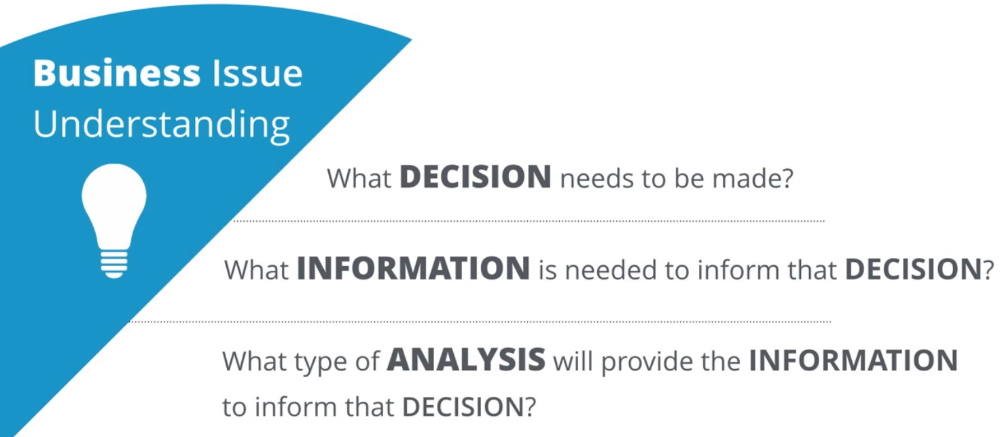 Business Issue
Understanding
What DECISION needs to be made?
What INFORMATION is needed to inform that DECISION?
What type of ANALYSIS will provide the INFORMATION
to inform that DECISION?